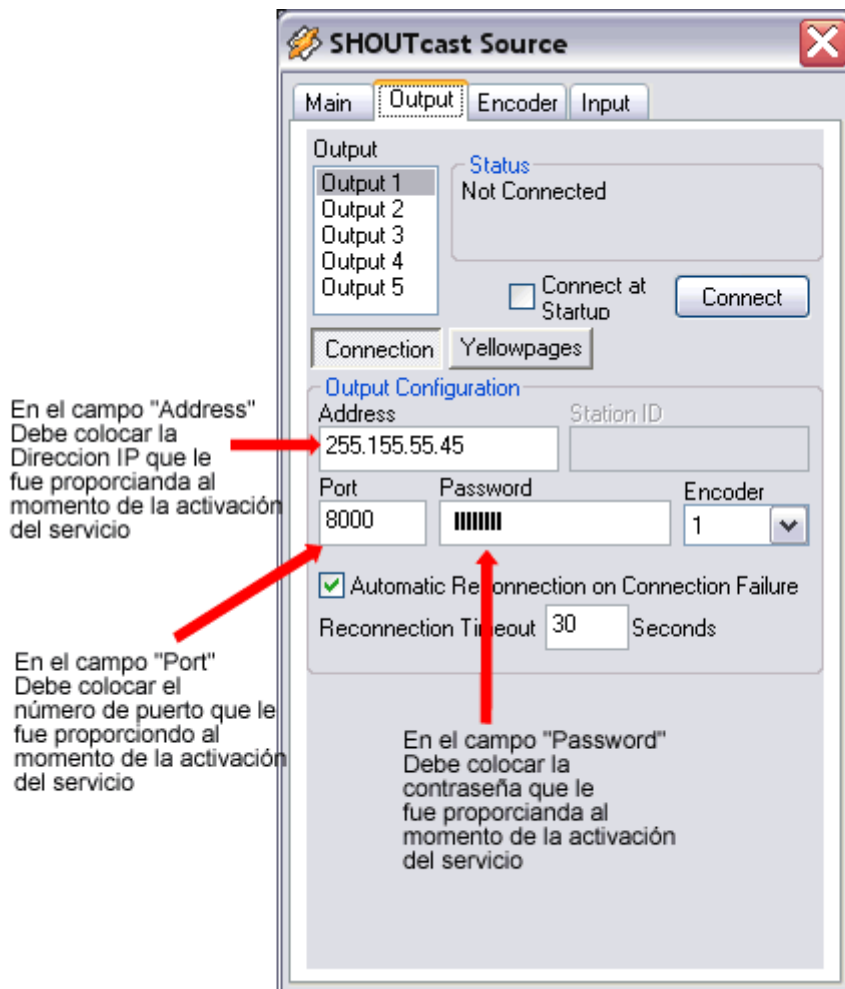 SHOUTcast Source
Main Output Encoder Input
Output
Output 1
Output 2
Output 3
Output 4
Output 5
Status
Not Connected
Connect at
Startup
Connect
Connection Yellowpages
Output Configuration
Address Station ID
255.155.55.45
Port Password Encoder
8000 1
Automatic Reconnection on Connection Failure
Reconnection Timeout 30 Seconds
En el campo "Address"
Debe colocar la
Direccion IP que le
fue proporcianda al
momento de la activación
del servicio
En el campo "Port"
Debe colocar el
número de puerto que le
fue proporciondo al
momento de la activación
del servicio
En el campo "Password"
Debe colocar la
contraseña que le
fue proporcianda al
momento de la activación
del servicio